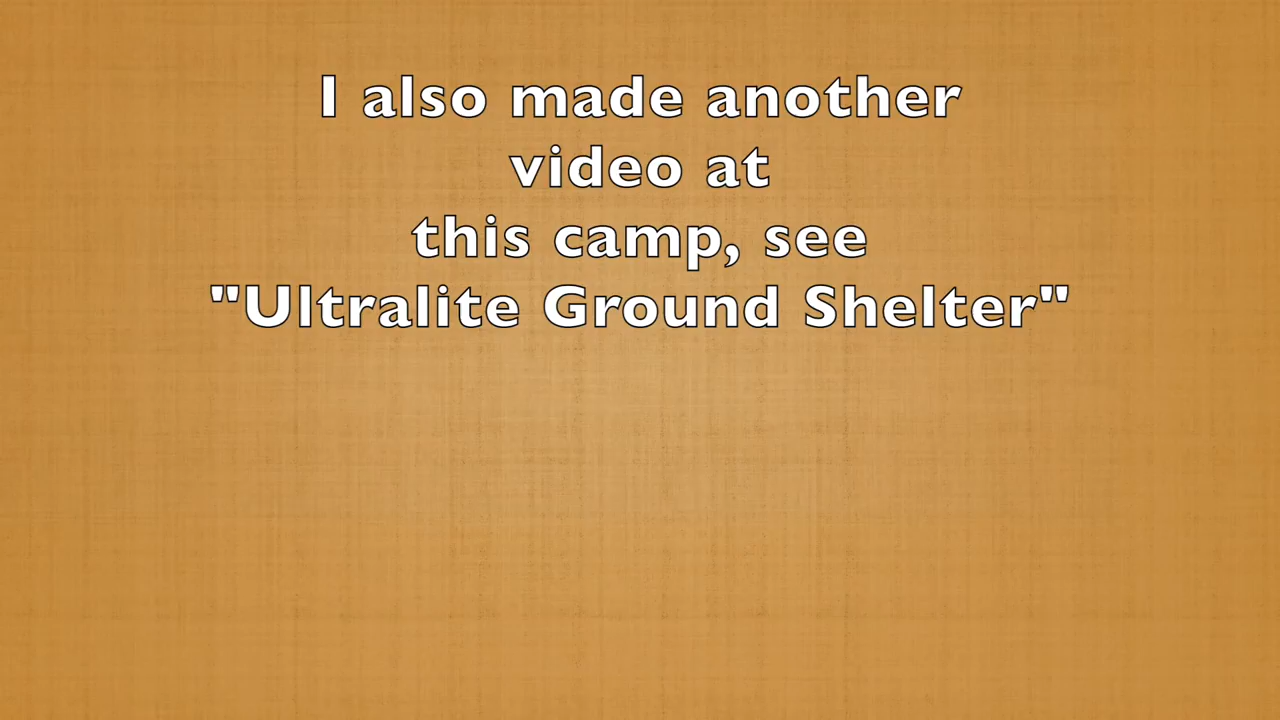 I also made another
video at
this camp, see
"Ultralite Ground Shelter"